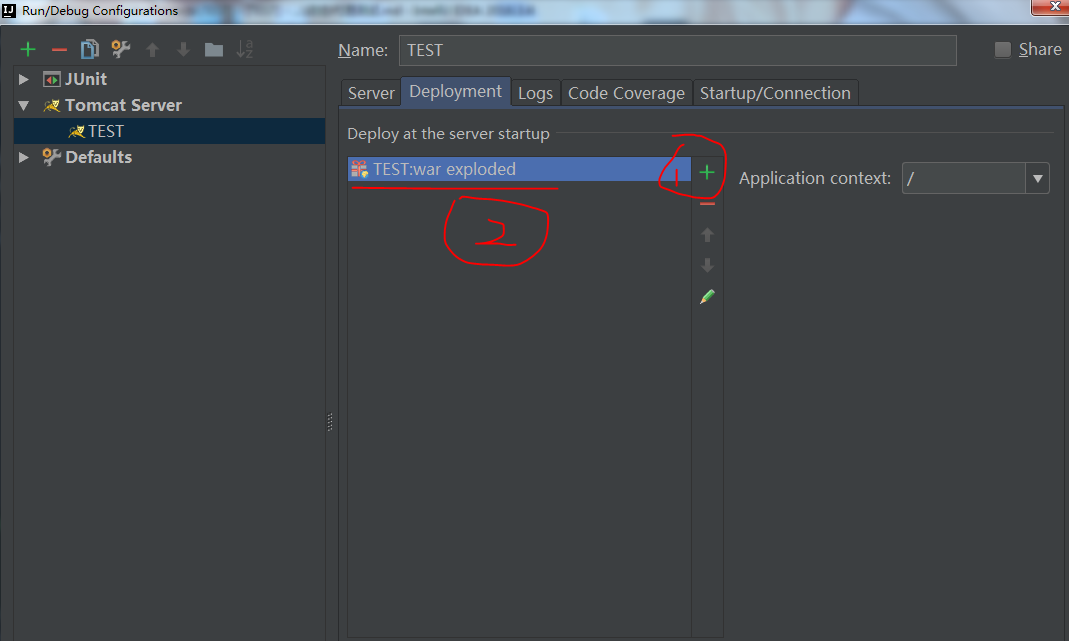 Run/Debug Configurations
Name: TEST
Share
JUnit
Tomcat Server
TEST
Defaults
Server
Deployment
Logs
Code Coverage
Startup/Connection
Deploy at the server startup
TEST:war exploded
1
2
Application context: /